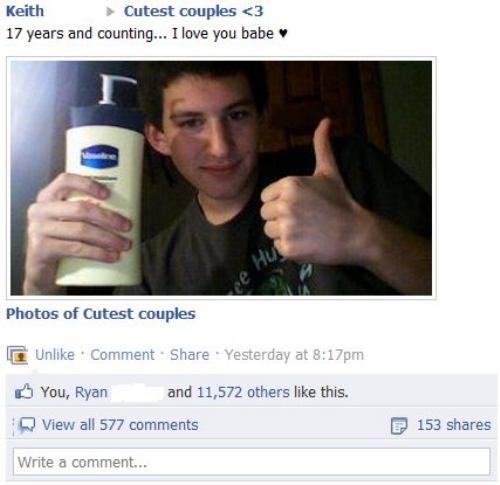 Keith ▸ Cutest couples <3
17 years and counting... I love you babe ♥
Vaseline
Photos of Cutest couples
Unlike · Comment · Share · Yesterday at 8:17pm
You, Ryan and 11,572 others like this.
View all 577 comments 153 shares
Write a comment...